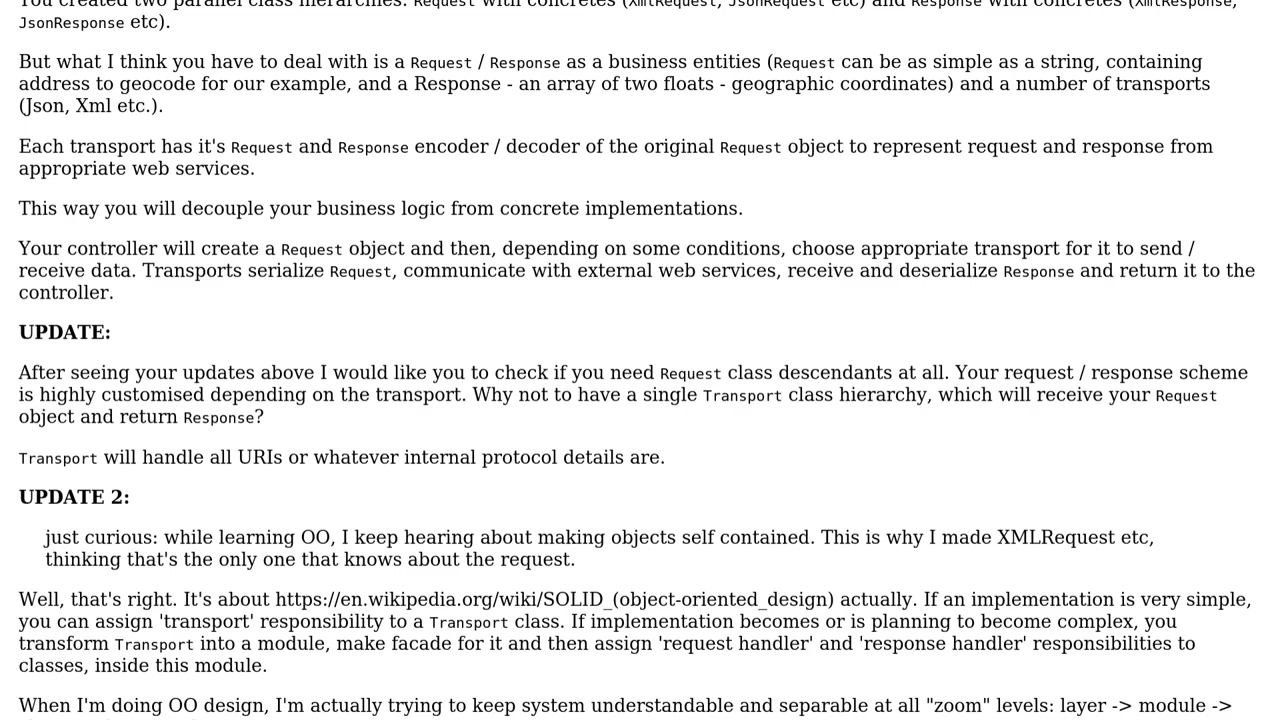 You created two parallel class hierarchies: Request with concretes (XmlRequest, JsonRequest etc) and Response with concretes (XmlResponse,
JsonResponse etc).
But what I think you have to deal with is a Request / Response as a business entities (Request can be as simple as a string, containing
address to geocode for our example, and a Response - an array of two floats - geographic coordinates) and a number of transports
(Json, Xml etc.).
Each transport has it's Request and Response encoder / decoder of the original Request object to represent request and response from
appropriate web services.
This way you will decouple your business logic from concrete implementations.
Your controller will create a Request object and then, depending on some conditions, choose appropriate transport for it to send /
receive data. Transports serialize Request, communicate with external web services, receive and deserialize Response and return it to the
controller.
UPDATE:
After seeing your updates above I would like you to check if you need Request class descendants at all. Your request / response scheme
is highly customised depending on the transport. Why not to have a single Transport class hierarchy, which will receive your Request
object and return Response?
Transport will handle all URIs or whatever internal protocol details are.
UPDATE 2:
just curious: while learning OO, I keep hearing about making objects self contained. This is why I made XMLRequest etc,
thinking that's the only one that knows about the request.
Well, that's right. It's about https://en.wikipedia.org/wiki/SOLID_(object-oriented_design) actually. If an implementation is very simple,
you can assign 'transport' responsibility to a Transport class. If implementation becomes or is planning to become complex, you
transform Transport into a module, make facade for it and then assign 'request handler' and 'response handler' responsibilities to
classes, inside this module.
When I'm doing OO design, I'm actually trying to keep system understandable and separable at all "zoom" levels: layer -> module ->